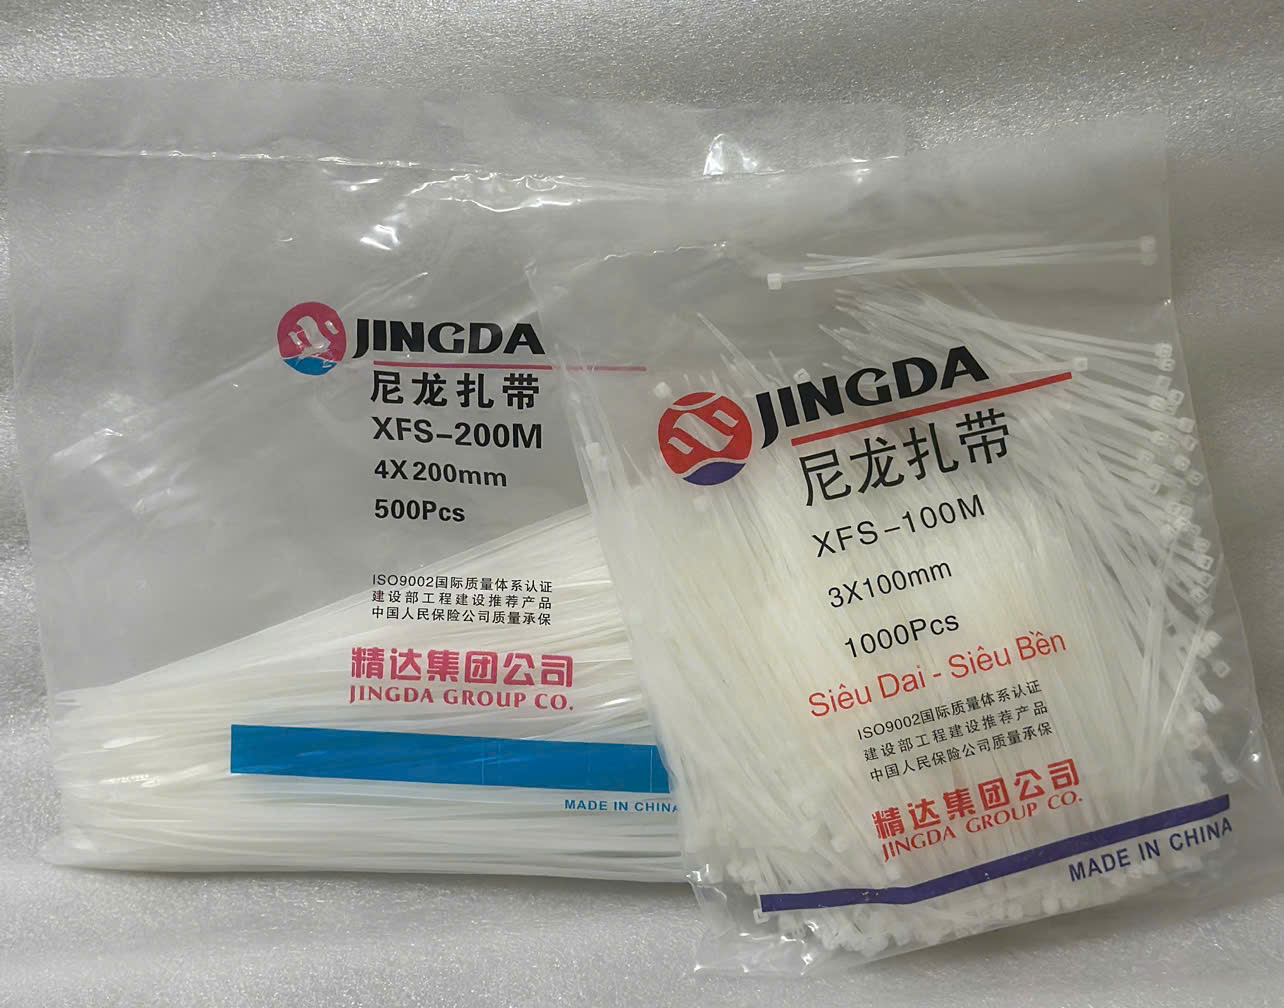 JINGDA
尼龙扎带
XFS-200M
4X200mm
500Pcs
ISO9002国际质量体系认证
建设部工程建设推荐产品
中国人民保险公司质量承保
精达集团公司
JINGDA GROUP CO.
MADE IN CHINA
JINGDA
尼龙扎带
XFS-100M
3X100mm
1000Pcs
Siêu Dai - Siêu Bền
ISO9002国际质量体系认证
建设部工程建设推荐产品
中国人民保险公司质量承保
精达集团公司
JINGDA GROUP CO.
MADE IN CHINA